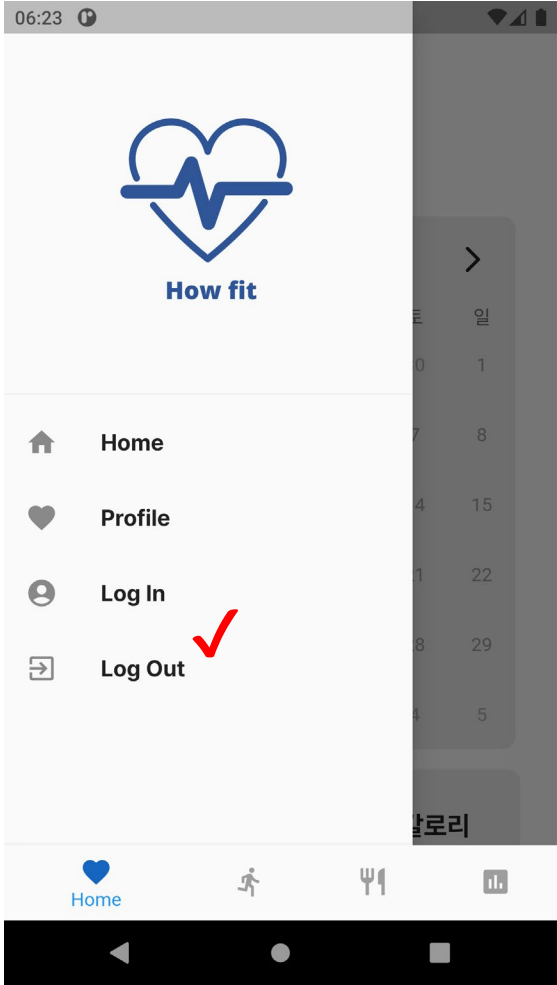 06:23
How fit
일
1
Home
8
Profile
15
22
Log In
29
Log Out
5
로리
Home